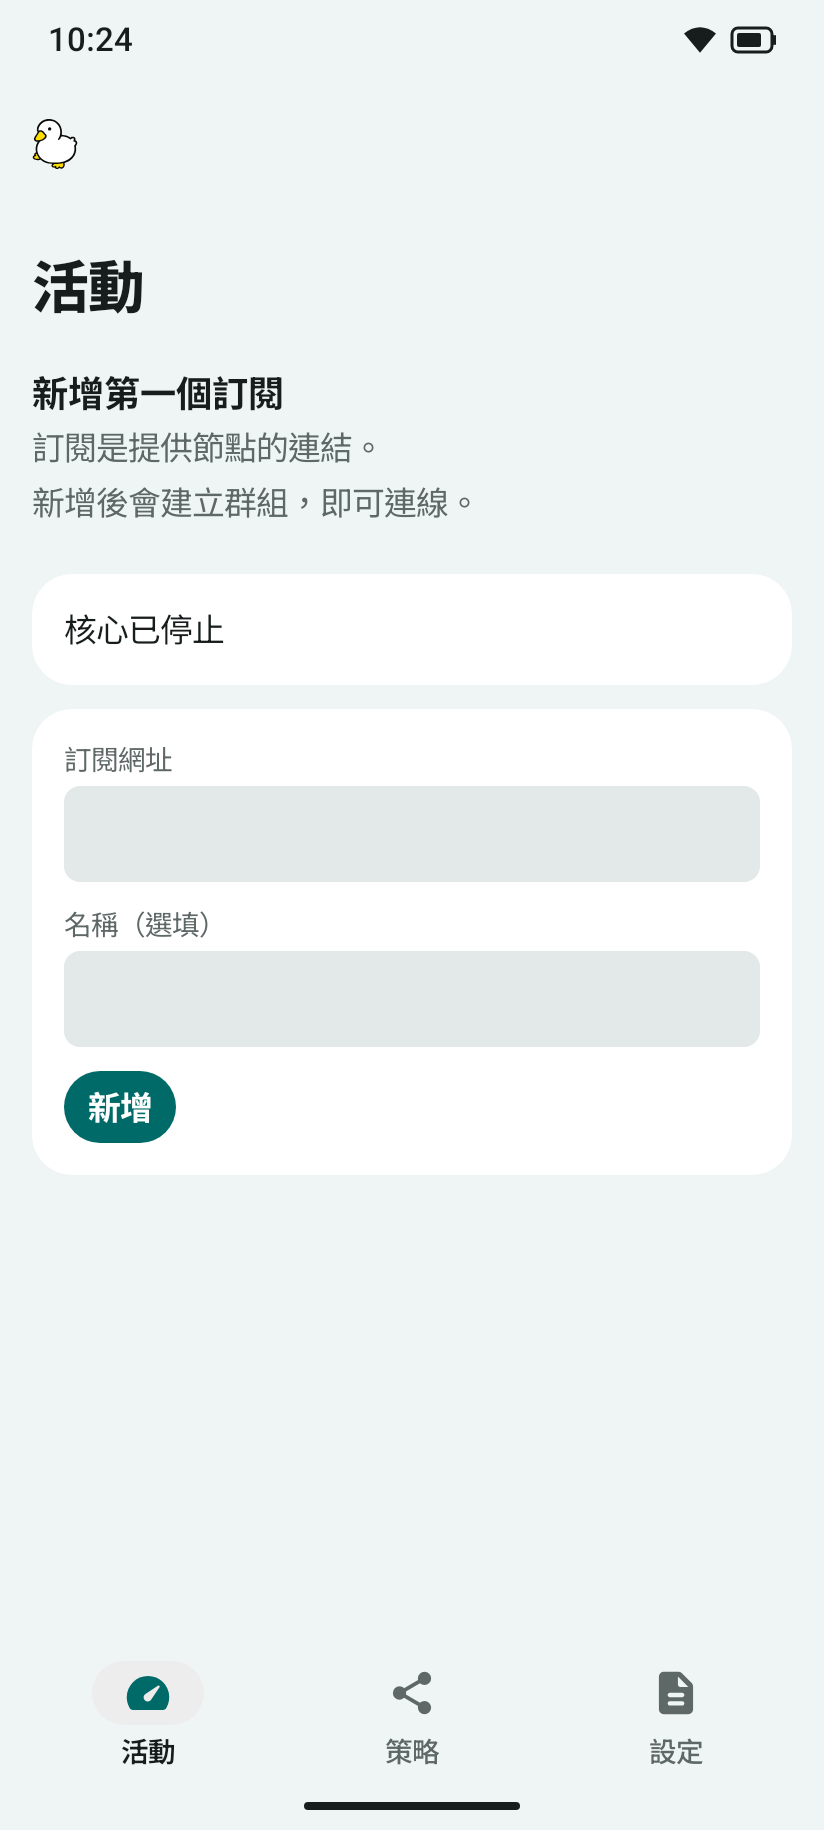 10:24
活動
新增第一個訂閱
訂閱是提供節點的連結。
新增後會建立群組，即可連線。
核心已停止
訂閱網址
名稱（選填）
新增
活動
策略
設定